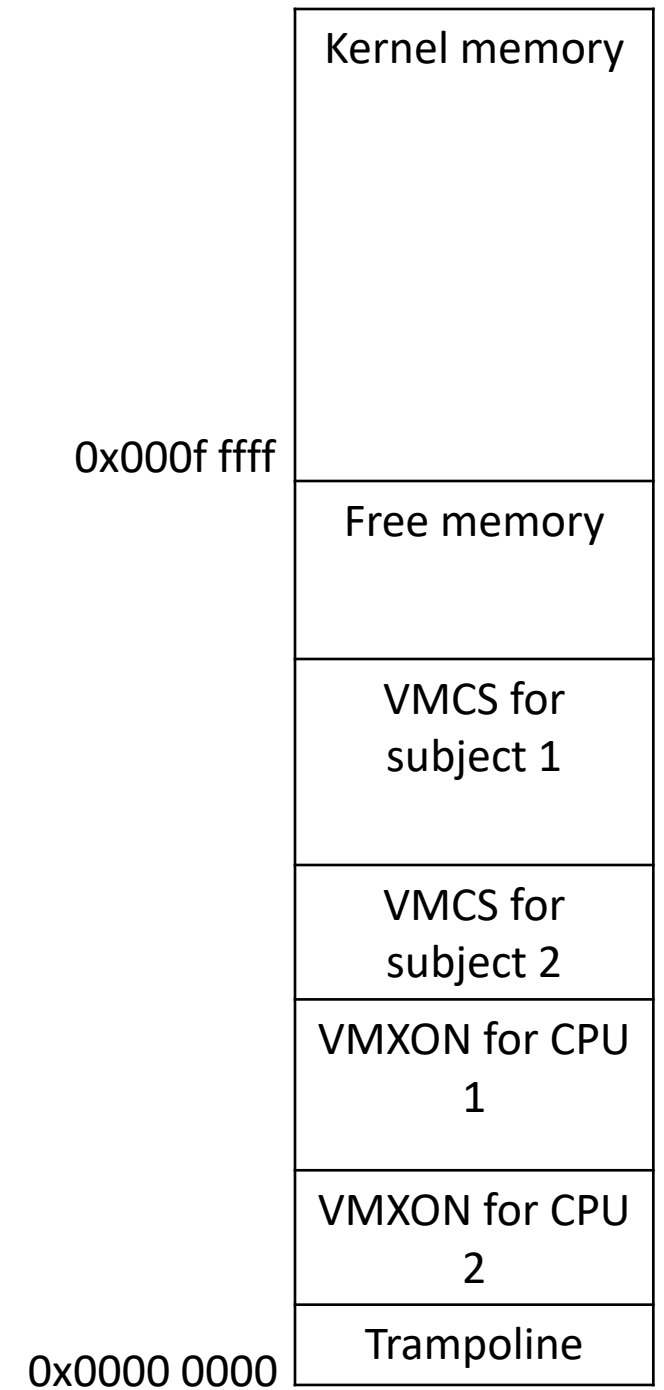 Kernel memory
0x000f ffff
Free memory
VMCS for
subject 1
VMCS for
subject 2
VMXON for CPU
1
VMXON for CPU
2
Trampoline
0x0000 0000